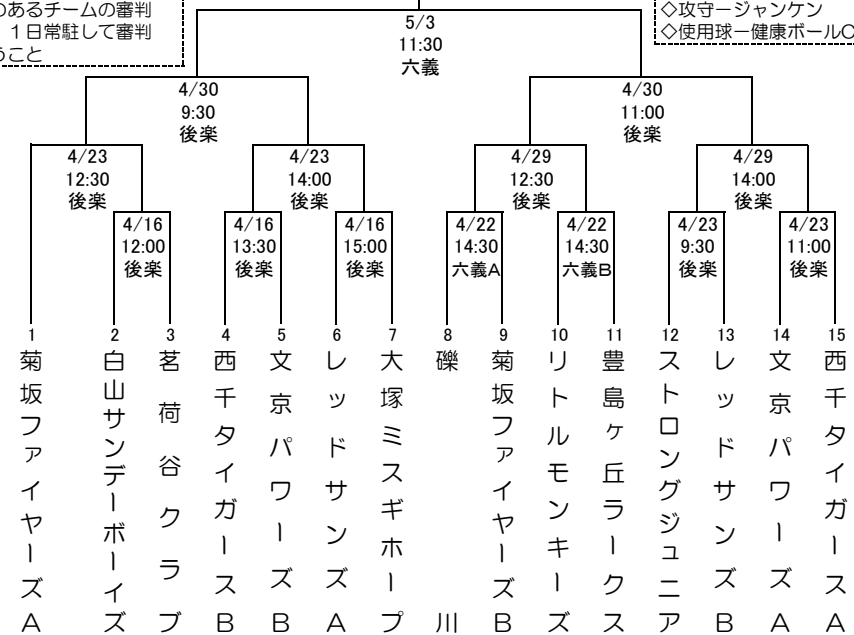 のあるチームの審判
1日常駐して審判
うこと
◇攻守－ジャンケン
◇使用球－健康ボールC
5/3
11:30
六義
4/30
9:30
後楽
4/30
11:00
後楽
4/23
12:30
後楽
4/23
14:00
後楽
4/29
12:30
後楽
4/29
14:00
後楽
4/16
12:00
後楽
4/16
13:30
後楽
4/16
15:00
後楽
4/22
14:30
六義A
4/22
14:30
六義B
4/23
9:30
後楽
4/23
11:00
後楽
1
菊坂ファイヤーズA
2
白山サンデーボーイズ
3
茗荷谷クラブ
4
西千タイガースB
5
文京パワーズB
6
レッドサンズA
7
大塚ミスギホープ
8
礫川
9
菊坂ファイヤーズB
10
リトルモンキーズ
11
豊島ヶ丘ラークス
12
ストロングジュニア
13
レッドサンズB
14
文京パワーズA
15
西千タイガースA